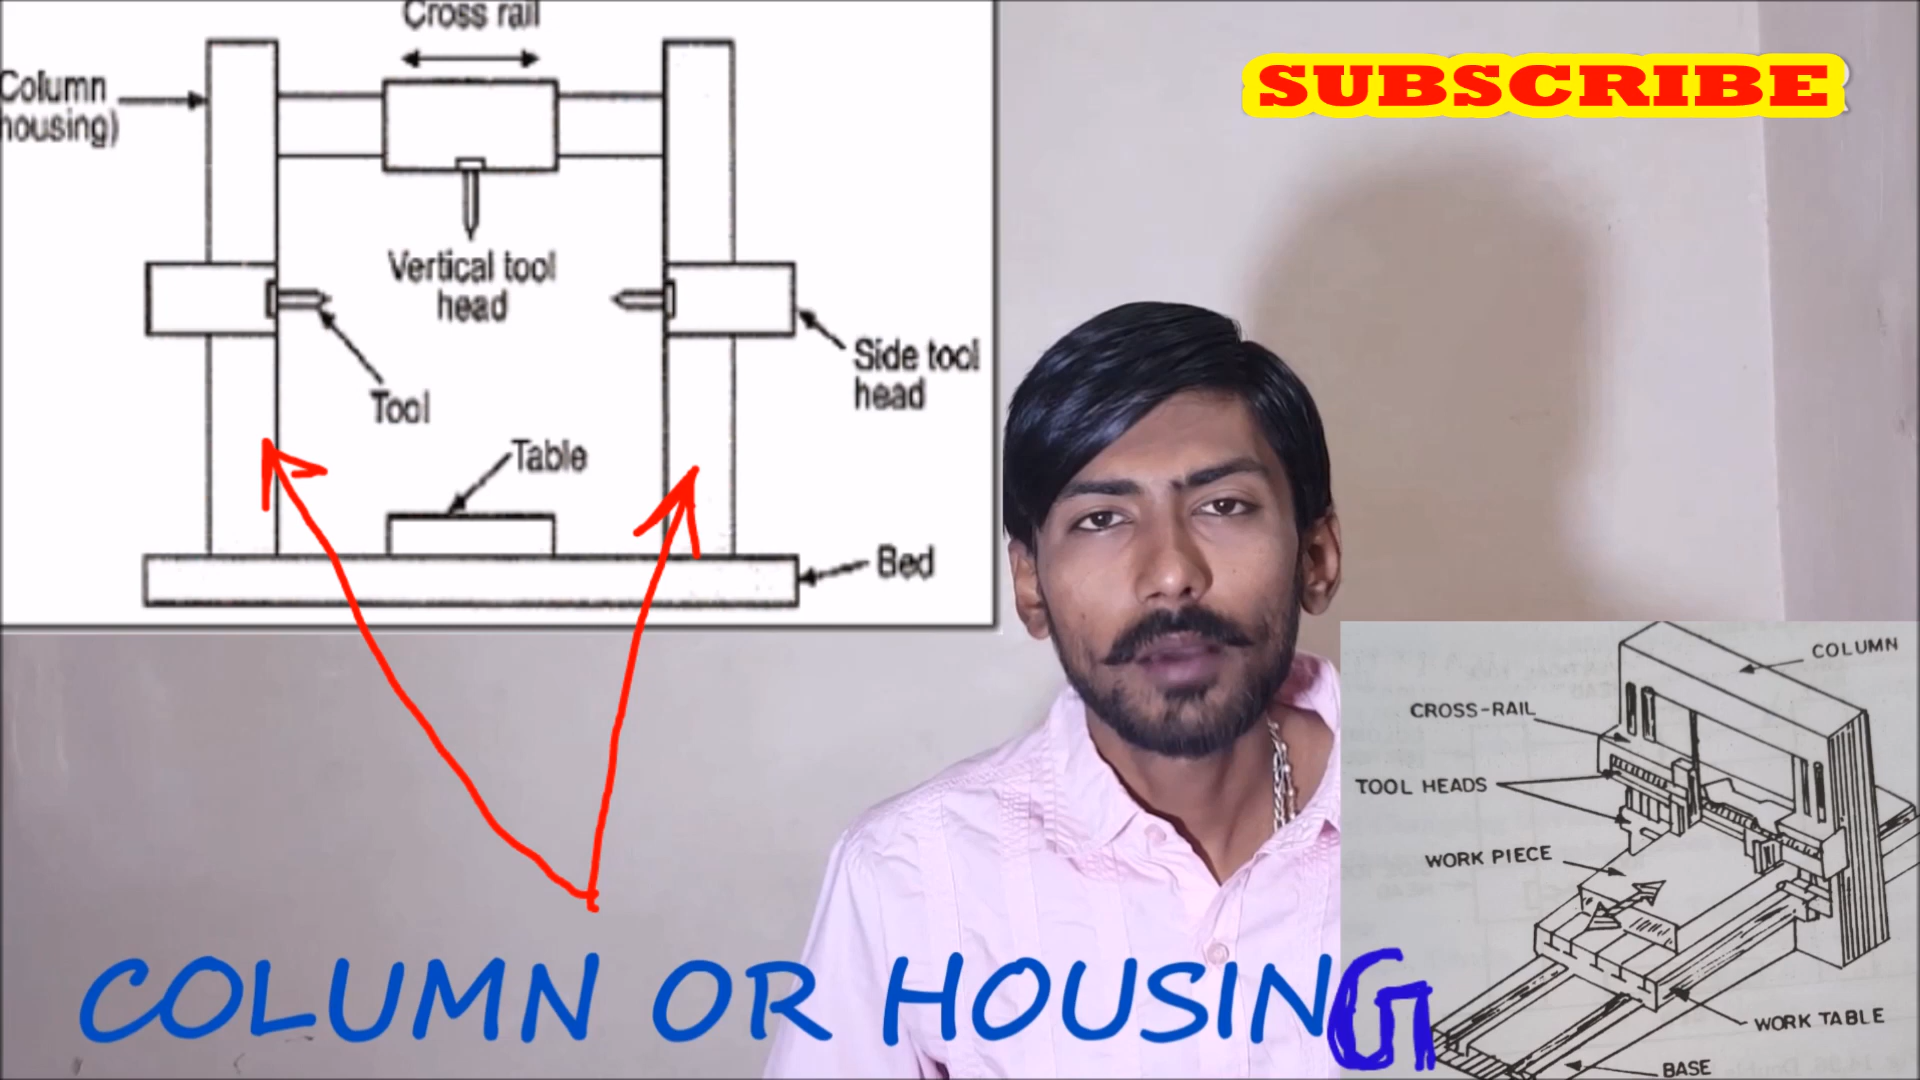 Cross rail
Column
housing)
Vertical tool
head
Tool
Side tool
head
Table
Bed
SUBSCRIBE
COLUMN
CROSS-RAIL
TOOL HEADS
WORK PIECE
WORK TABLE
BASE
COLUMN OR HOUSING